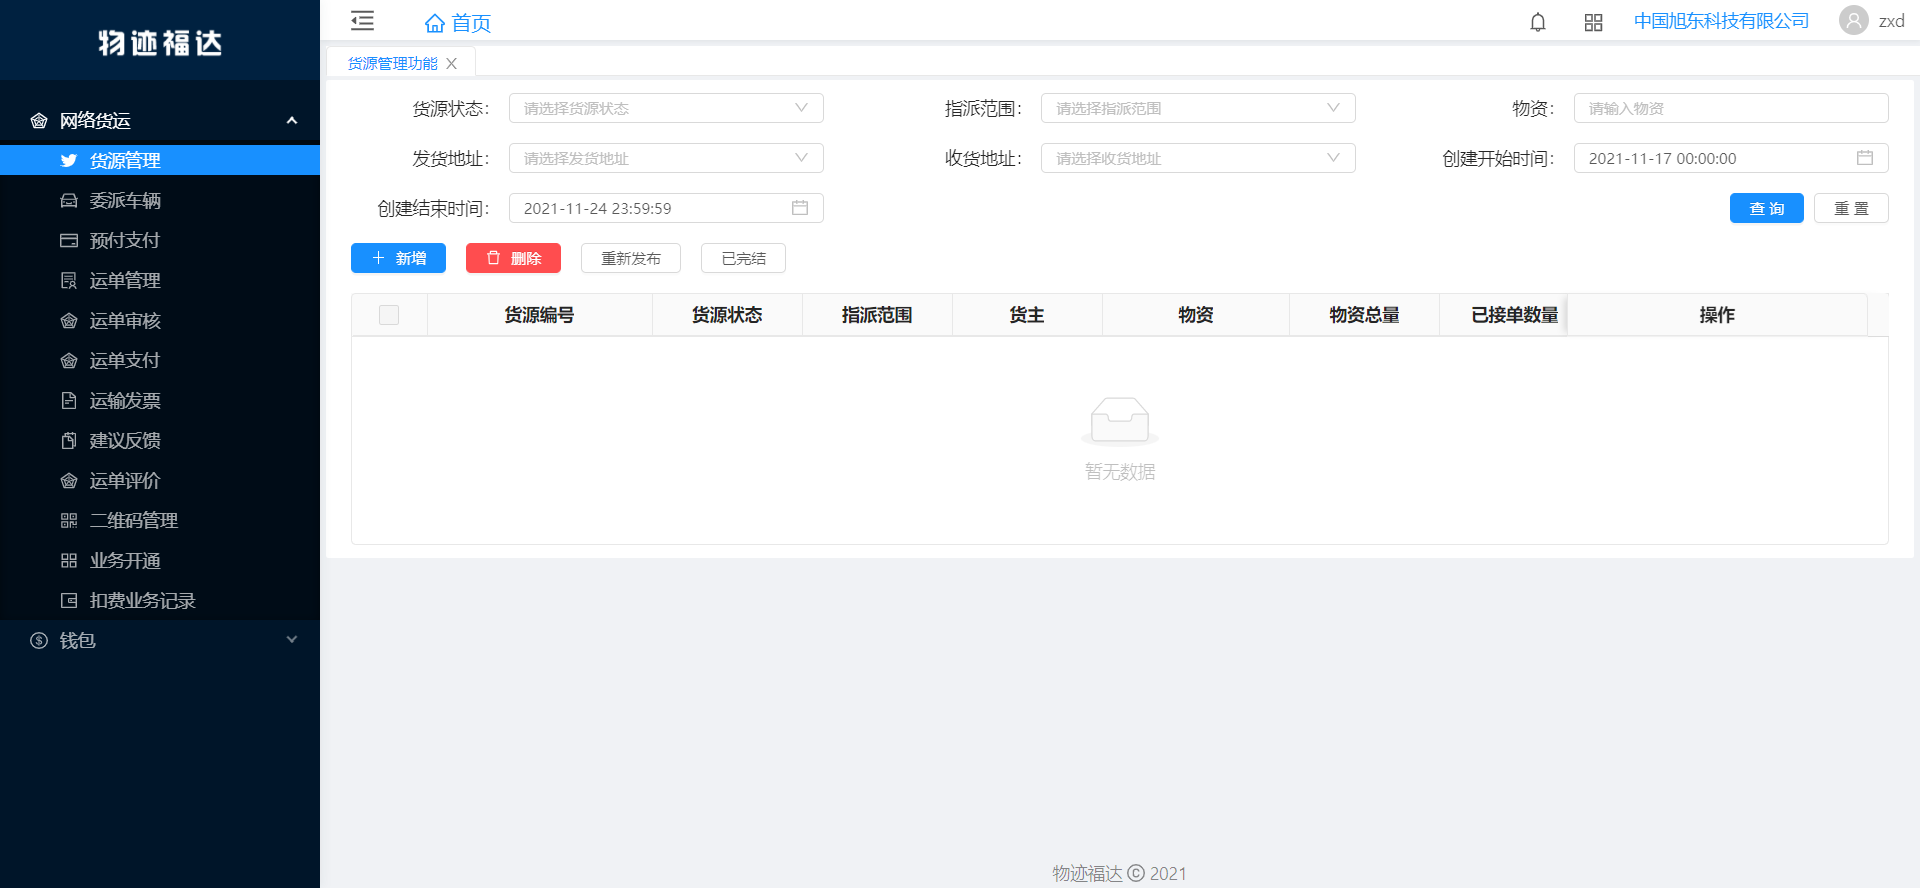 物迹福达
网络货运
货源管理
委派车辆
预付支付
运单管理
运单审核
运单支付
运输发票
建议反馈
运单评价
二维码管理
业务开通
扣费业务记录
钱包
首页 中国旭东科技有限公司 zxd
货源管理功能
货源状态： 请选择货源状态 指派范围： 请选择指派范围 物资： 请输入物资
发货地址： 请选择发货地址 收货地址： 请选择收货地址 创建开始时间： 2021-11-17 00:00:00
创建结束时间： 2021-11-24 23:59:59 查 询 重 置
新增 删除 重新发布 已完结
货源编号 货源状态 指派范围 货主 物资 物资总量 已接单数量 操作
暂无数据
物迹福达 © 2021